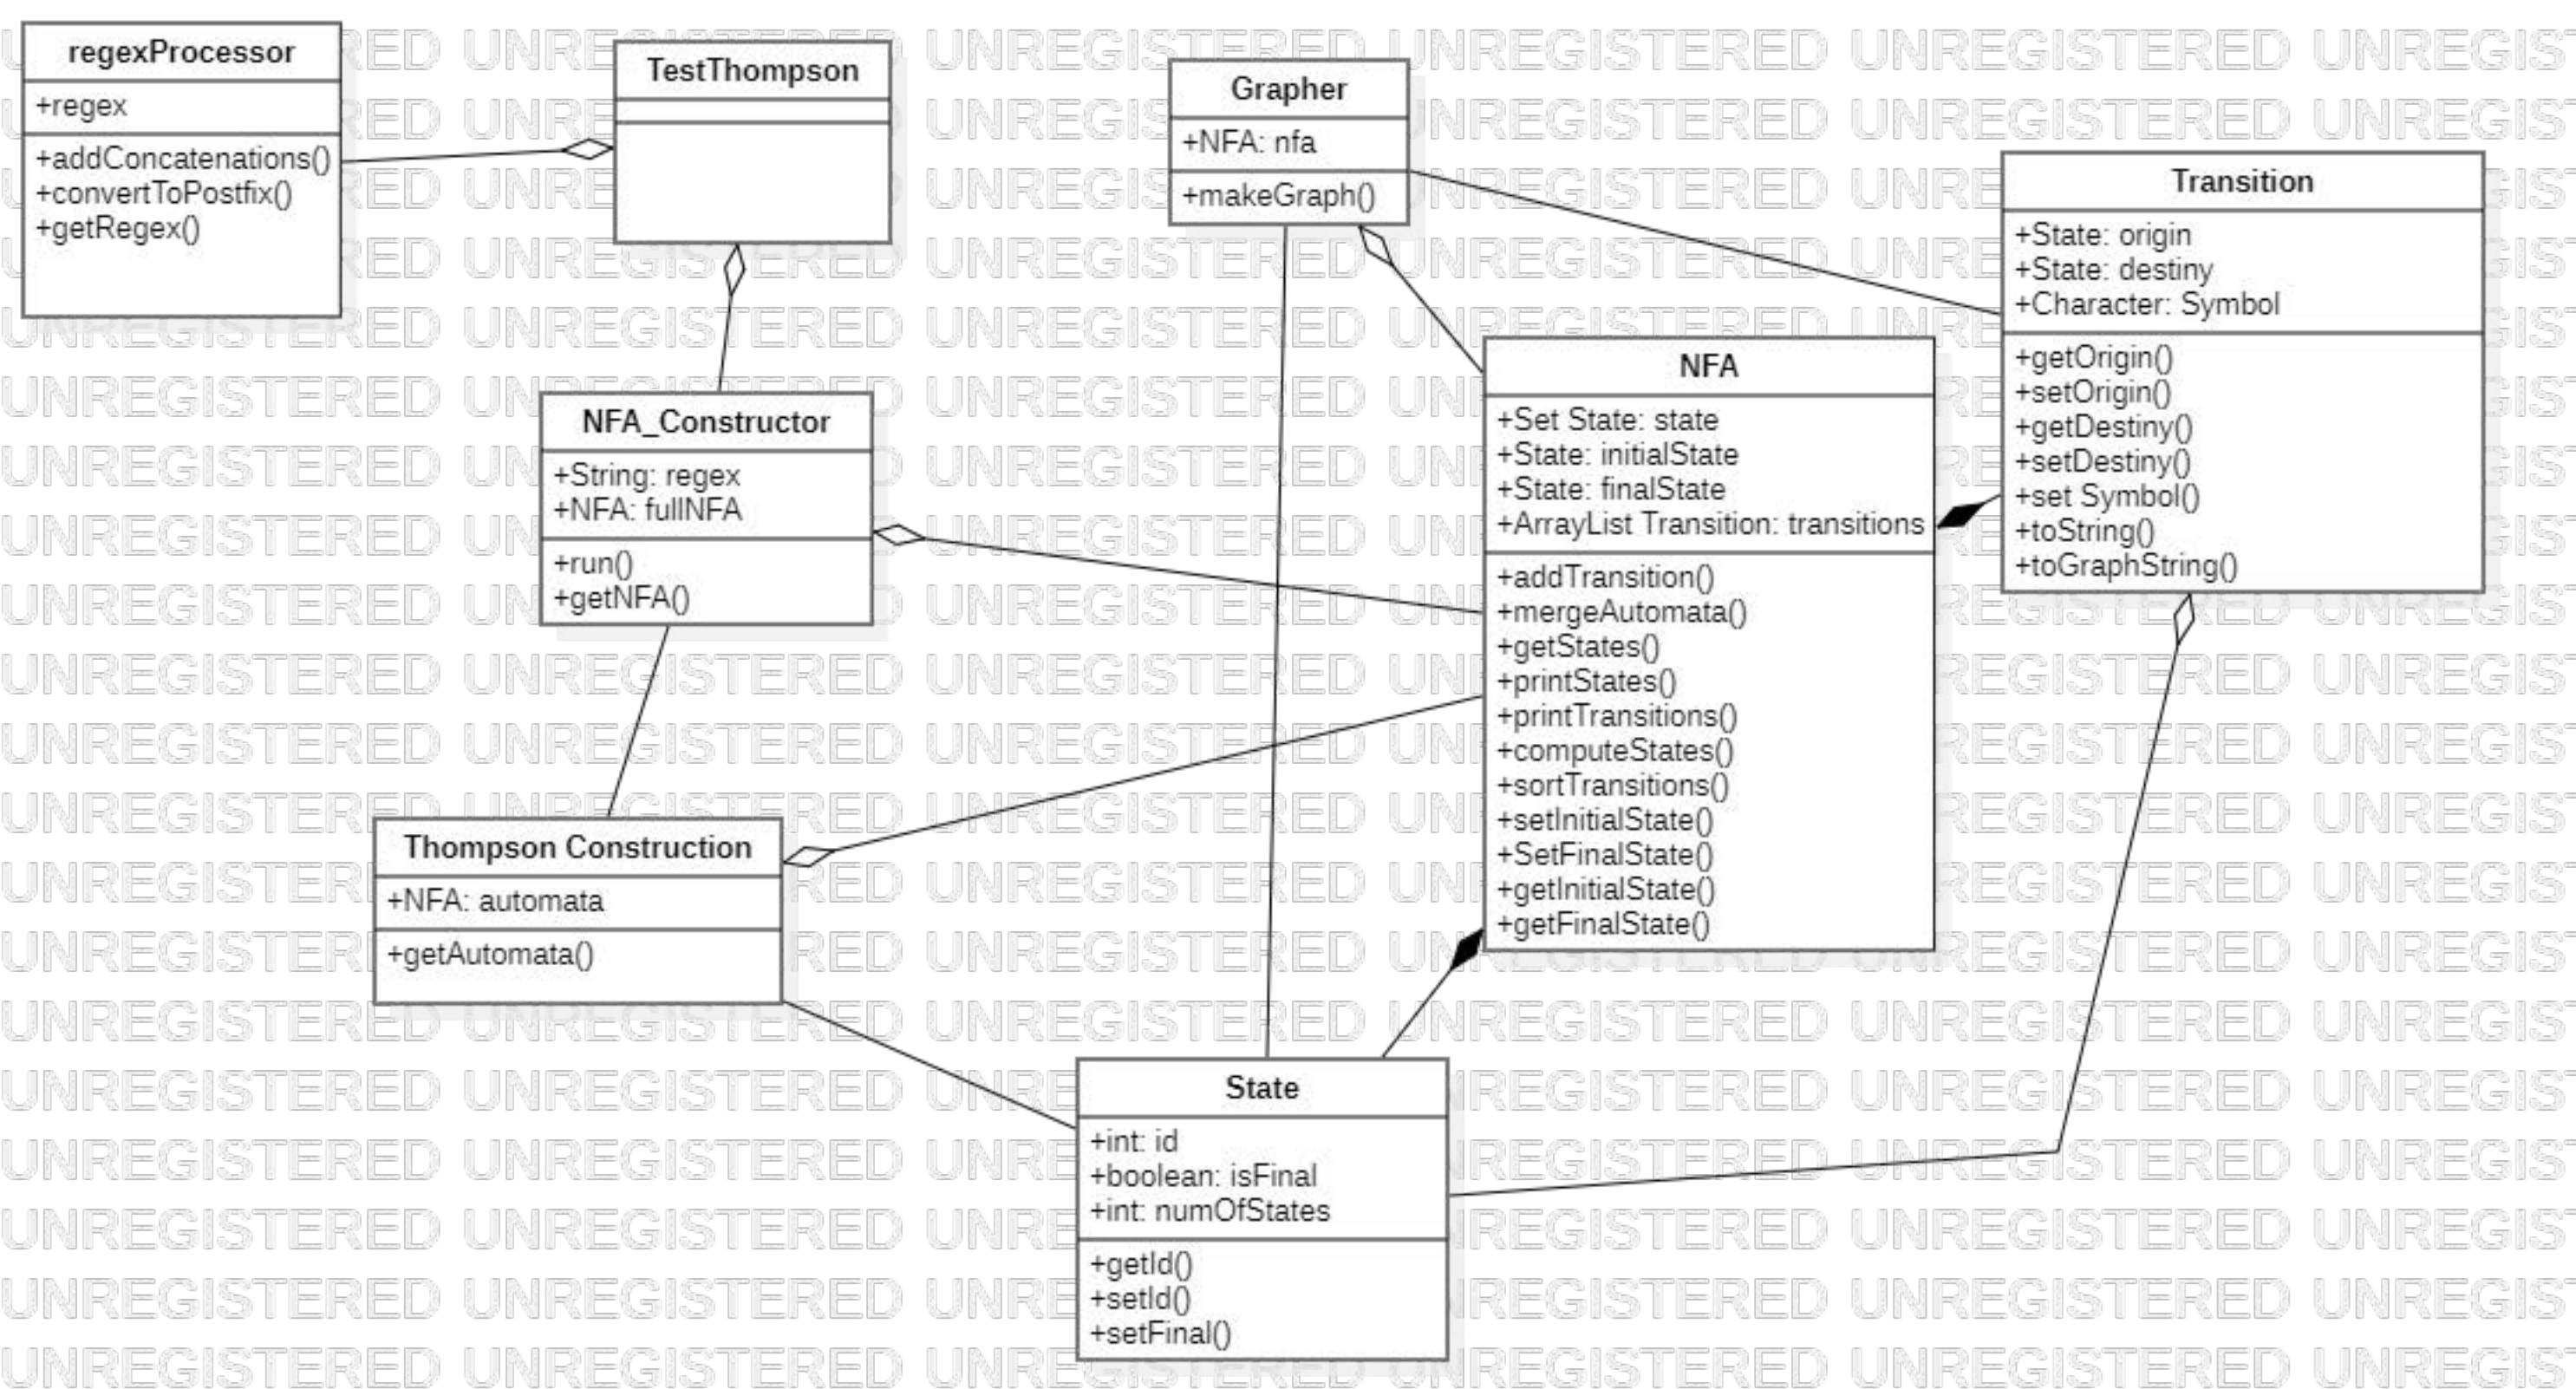 regexProcessor
+regex
+addConcatenations()
+convertToPostfix()
+getRegex()
TestThompson
Grapher
+NFA: nfa
+makeGraph()
Transition
+State: origin
+State: destiny
+Character: Symbol
+getOrigin()
+setOrigin()
+getDestiny()
+setDestiny()
+set Symbol()
+toString()
+toGraphString()
NFA_Constructor
+String: regex
+NFA: fullNFA
+run()
+getNFA()
NFA
+Set State: state
+State: initialState
+State: finalState
+ArrayList Transition: transitions
+addTransition()
+mergeAutomata()
+getStates()
+printStates()
+printTransitions()
+computeStates()
+sortTransitions()
+setInitialState()
+SetFinalState()
+getInitialState()
+getFinalState()
Thompson Construction
+NFA: automata
+getAutomata()
State
+int: id
+boolean: isFinal
+int: numOfStates
+getId()
+setId()
+setFinal()
UNREGISTERED